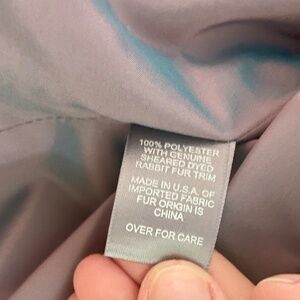 100% POLYESTER
WITH GENUINE
SHEARED DYED
RABBIT FUR TRIM
MADE IN U.S.A. OF
IMPORTED FABRIC
FUR ORIGIN IS
CHINA
OVER FOR CARE